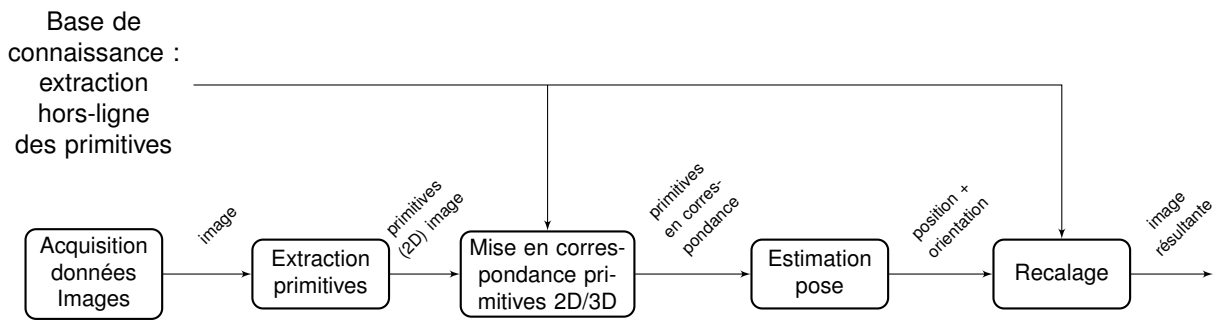 Base de
connaissance :
extraction
hors-ligne
des primitives
Acquisition
données
Images
image
Extraction
primitives
primitives
(2D) image
Mise en corres-
pondance pri-
mitives 2D/3D
primitives
en corres-
pondance
Estimation
pose
position +
orientation
Recalage
image
résultante